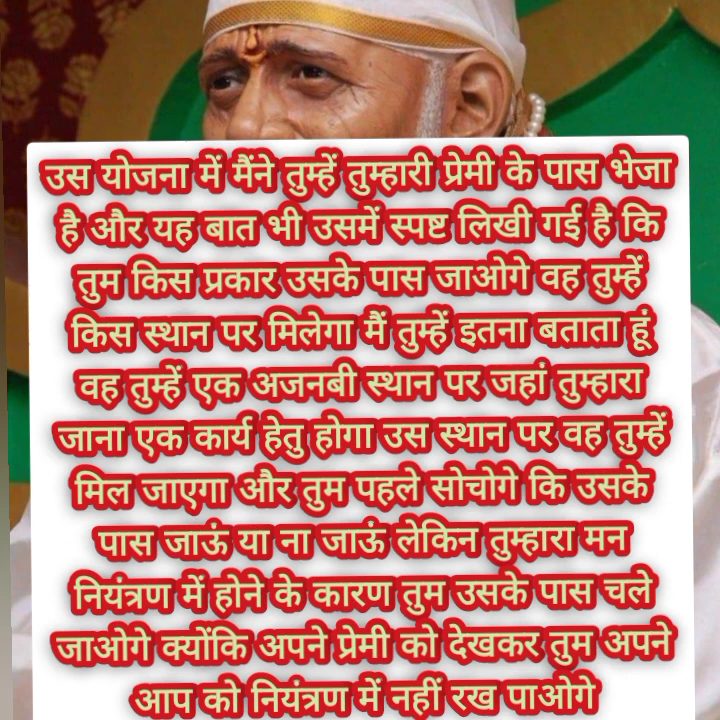 उस योजना में मैंने तुम्हें तुम्हारी प्रेमी के पास भेजा
है और यह बात भी उसमें स्पष्ट लिखी गई है कि
तुम किस प्रकार उसके पास जाओगे वह तुम्हें
किस स्थान पर मिलेगा मैं तुम्हें इतना बताता हूं
वह तुम्हें एक अजनबी स्थान पर जहां तुम्हारा
जाना एक कार्य हेतु होगा उस स्थान पर वह तुम्हें
मिल जाएगा और तुम पहले सोचोगे कि उसके
पास जाऊं या ना जाऊं लेकिन तुम्हारा मन
नियंत्रण में होने के कारण तुम उसके पास चले
जाओगे क्योंकि अपने प्रेमी को देखकर तुम अपने
आप को नियंत्रण में नहीं रख पाओगे